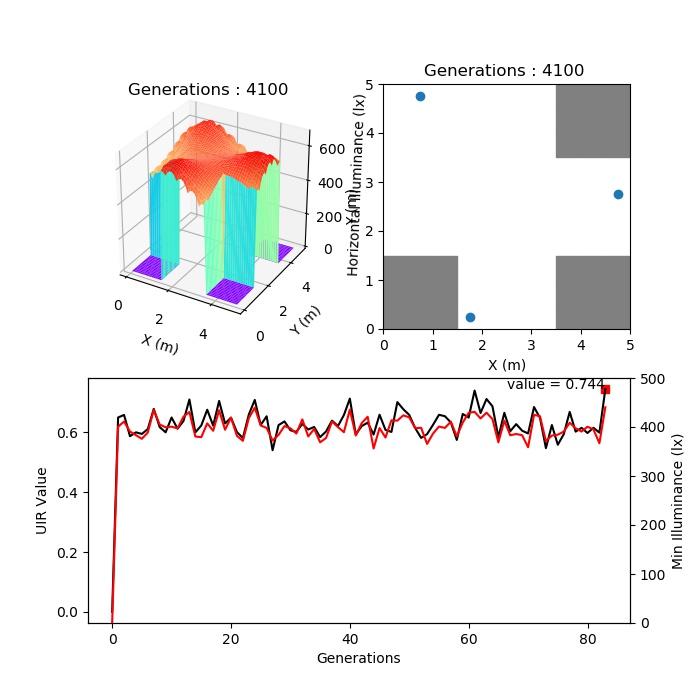 Generations : 4100
600
400
200
0
0
2
4
0
2
4
X (m)
Y (m)
Horizontal Illuminance (lx)
Generations : 4100
5
4
3
2
1
0
0 1 2 3 4 5
X (m)
Y (m)
value = 0.744
0.6
0.4
0.2
0.0
UIR Value
500
400
300
200
100
0
Min Illuminance (lx)
0 20 40 60 80
Generations